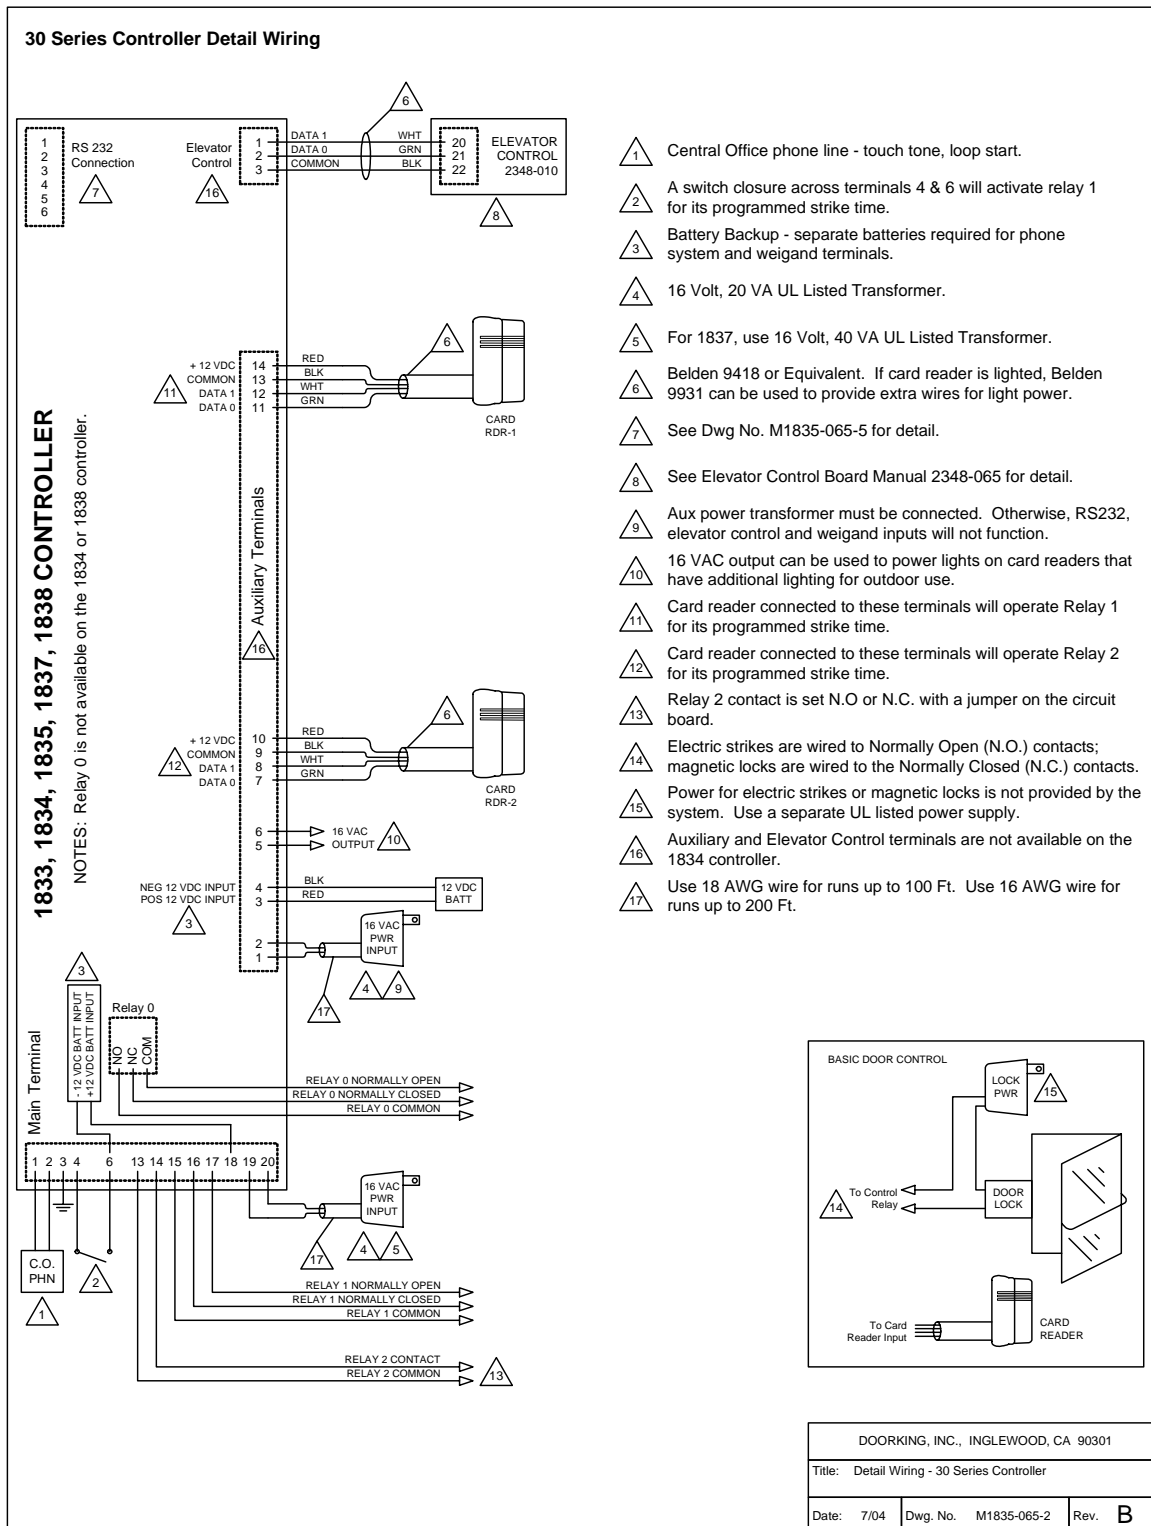 30 Series Controller Detail Wiring
6
1
2
3
4
5
6
RS 232
Connection
7
Elevator
Control
16
1
2
3
DATA 1
DATA 0
COMMON
WHT
GRN
BLK
20
21
22
ELEVATOR
CONTROL
2348-010
8
1833, 1834, 1835, 1837, 1838 CONTROLLER
NOTES: Relay 0 is not available on the 1834 or 1838 controller.
Auxiliary Terminals
16
+ 12 VDC
COMMON
DATA 1
DATA 0
11
14
13
12
11
RED
BLK
WHT
GRN
6
CARD
RDR-1
+ 12 VDC
COMMON
DATA 1
DATA 0
12
10
9
8
7
RED
BLK
WHT
GRN
6
CARD
RDR-2
6
5
16 VAC
OUTPUT
10
NEG 12 VDC INPUT
POS 12 VDC INPUT
3
4
3
BLK
RED
12 VDC
BATT
2
1
16 VAC
PWR
INPUT
17
4
9
3
- 12 VDC BATT INPUT
+12 VDC BATT INPUT
Relay 0
NO
NC
COM
Main Terminal
RELAY 0 NORMALLY OPEN
RELAY 0 NORMALLY CLOSED
RELAY 0 COMMON
1 2 3 4 6 13 14 15 16 17 18 19 20
16 VAC
PWR
INPUT
17
4
5
C.O.
PHN
1
2
RELAY 1 NORMALLY OPEN
RELAY 1 NORMALLY CLOSED
RELAY 1 COMMON
RELAY 2 CONTACT
RELAY 2 COMMON
13
1 Central Office phone line - touch tone, loop start.
2 A switch closure across terminals 4 & 6 will activate relay 1
for its programmed strike time.
3 Battery Backup - separate batteries required for phone
system and weigand terminals.
4 16 Volt, 20 VA UL Listed Transformer.
5 For 1837, use 16 Volt, 40 VA UL Listed Transformer.
6 Belden 9418 or Equivalent. If card reader is lighted, Belden
9931 can be used to provide extra wires for light power.
7 See Dwg No. M1835-065-5 for detail.
8 See Elevator Control Board Manual 2348-065 for detail.
9 Aux power transformer must be connected. Otherwise, RS232,
elevator control and weigand inputs will not function.
10 16 VAC output can be used to power lights on card readers that
have additional lighting for outdoor use.
11 Card reader connected to these terminals will operate Relay 1
for its programmed strike time.
12 Card reader connected to these terminals will operate Relay 2
for its programmed strike time.
13 Relay 2 contact is set N.O or N.C. with a jumper on the circuit
board.
14 Electric strikes are wired to Normally Open (N.O.) contacts;
magnetic locks are wired to the Normally Closed (N.C.) contacts.
15 Power for electric strikes or magnetic locks is not provided by the
system. Use a separate UL listed power supply.
16 Auxiliary and Elevator Control terminals are not available on the
1834 controller.
17 Use 18 AWG wire for runs up to 100 Ft. Use 16 AWG wire for
runs up to 200 Ft.
BASIC DOOR CONTROL
LOCK
PWR
15
14
To Control
Relay
DOOR
LOCK
To Card
Reader Input
CARD
READER
DOORKING, INC., INGLEWOOD, CA 90301
Title: Detail Wiring - 30 Series Controller
Date: 7/04 Dwg. No. M1835-065-2 Rev. B